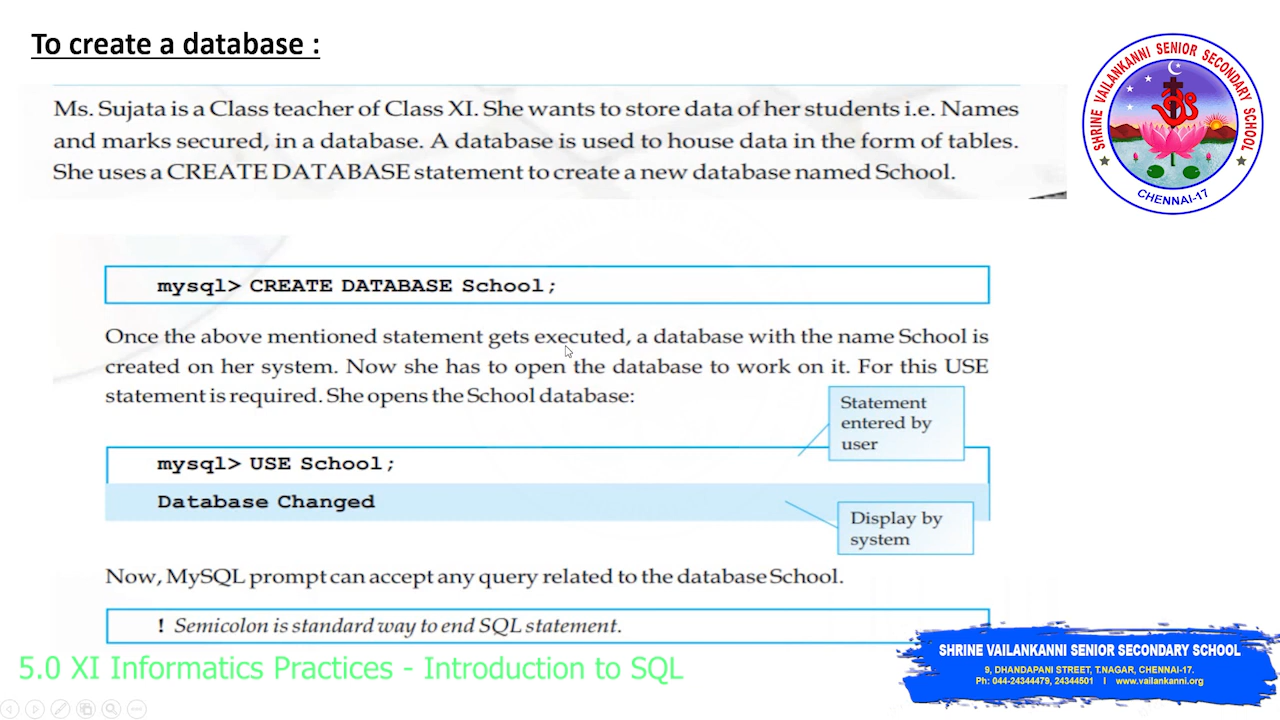 To create a database :
Ms. Sujata is a Class teacher of Class XI. She wants to store data of her students i.e. Names
and marks secured, in a database. A database is used to house data in the form of tables.
She uses a CREATE DATABASE statement to create a new database named School.
SHRINE VAILANKANNI SENIOR SECONDARY SCHOOL
CHENNAI-17
mysql> CREATE DATABASE School;
Once the above mentioned statement gets executed, a database with the name School is
created on her system. Now she has to open the database to work on it. For this USE
statement is required. She opens the School database:
Statement
entered by
user
mysql> USE School;
Database Changed
Display by
system
Now, MySQL prompt can accept any query related to the database School.
! Semicolon is standard way to end SQL statement.
5.0 XI Informatics Practices - Introduction to SQL
SHRINE VAILANKANNI SENIOR SECONDARY SCHOOL
9, DHANDAPANI STREET, T.NAGAR, CHENNAI-17.
Ph: 044-24344479, 24344501 I www.vailankanni.org